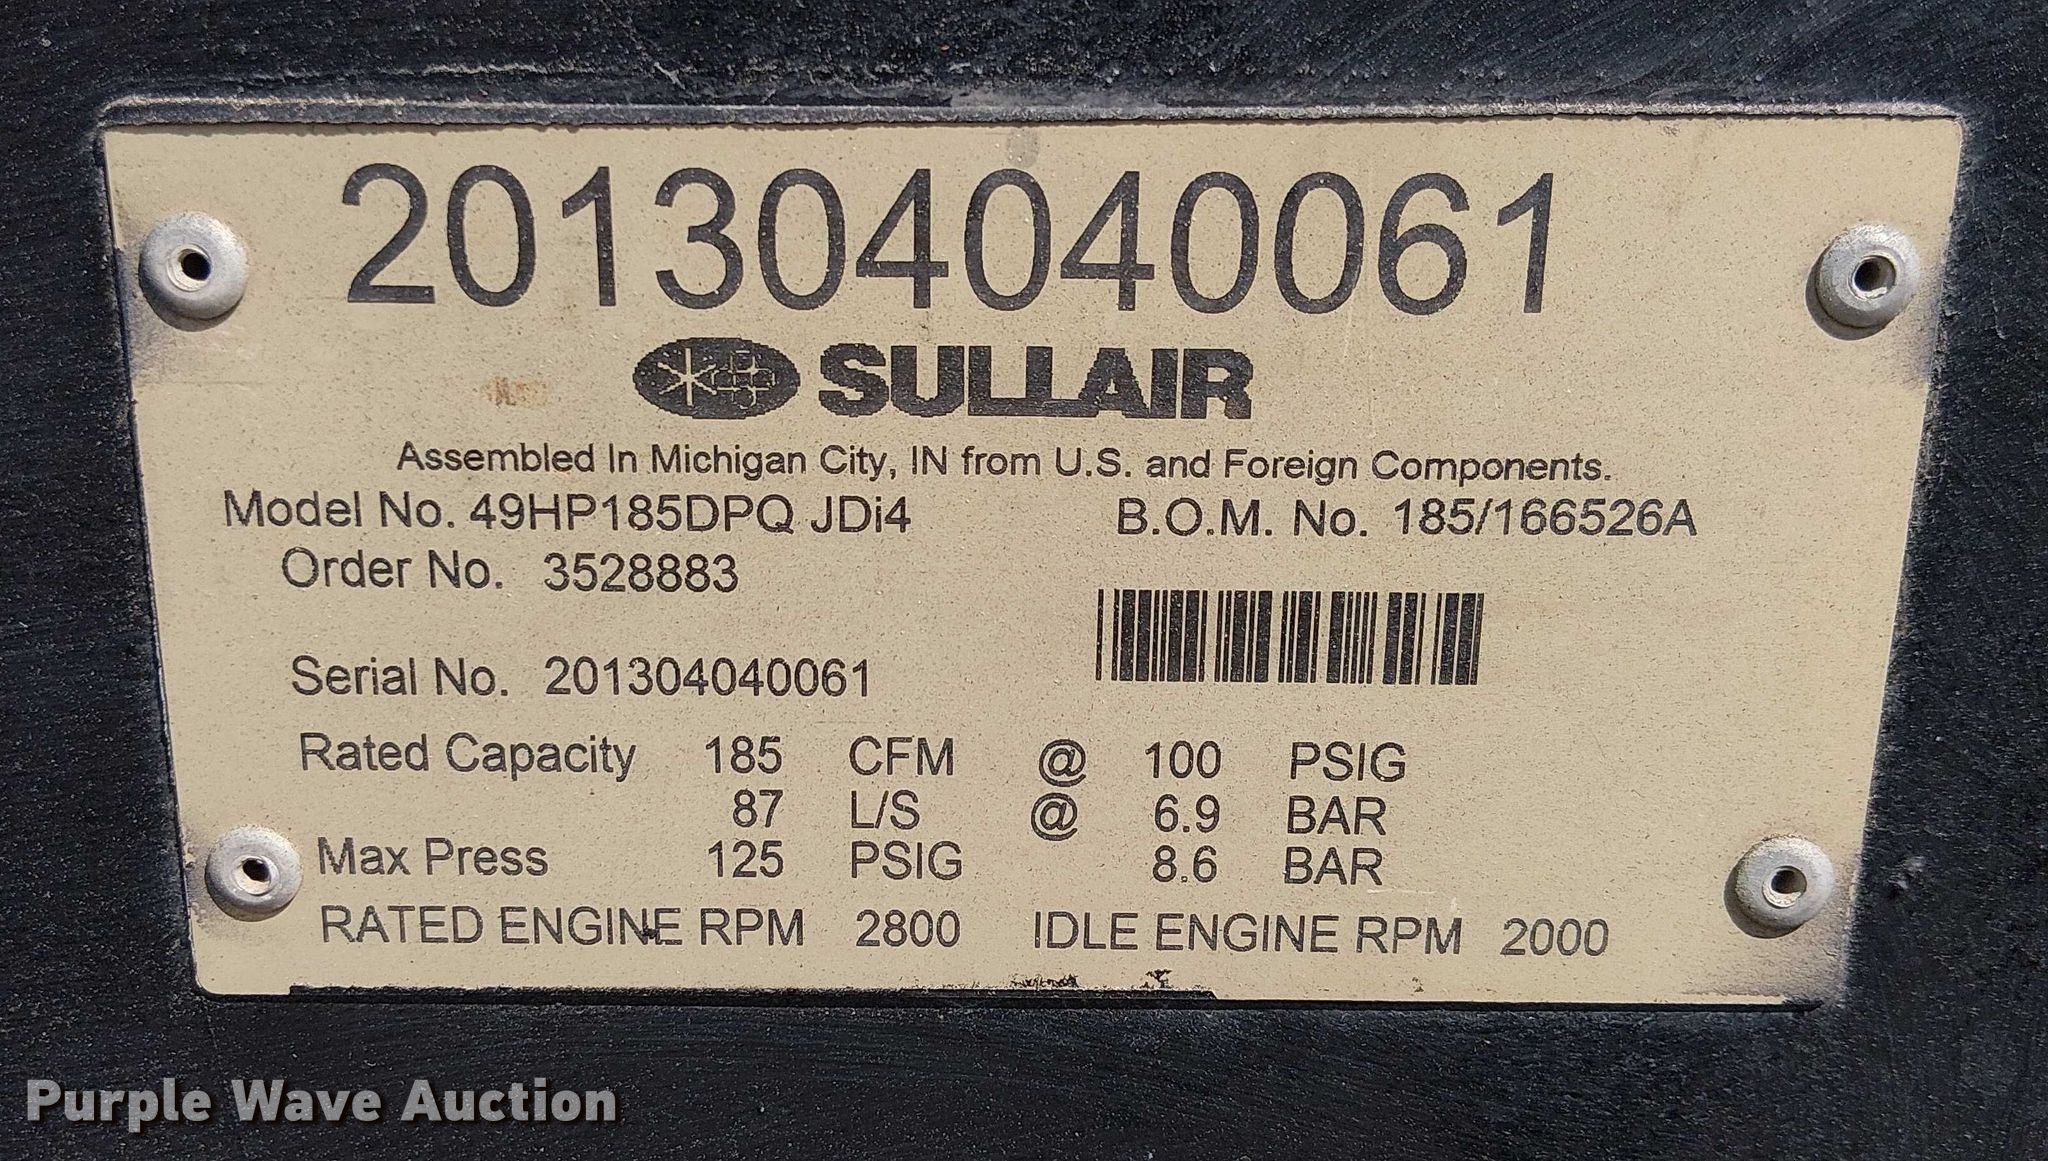 201304040061
SULLAIR
Assembled In Michigan City, IN from U.S. and Foreign Components.
Model No. 49HP185DPQ JDi4 B.O.M. No. 185/166526A
Order No. 3528883
Serial No. 201304040061
Rated Capacity 185 CFM @ 100 PSIG
87 L/S @ 6.9 BAR
Max Press 125 PSIG 8.6 BAR
RATED ENGINE RPM 2800 IDLE ENGINE RPM 2000
Purple Wave Auction